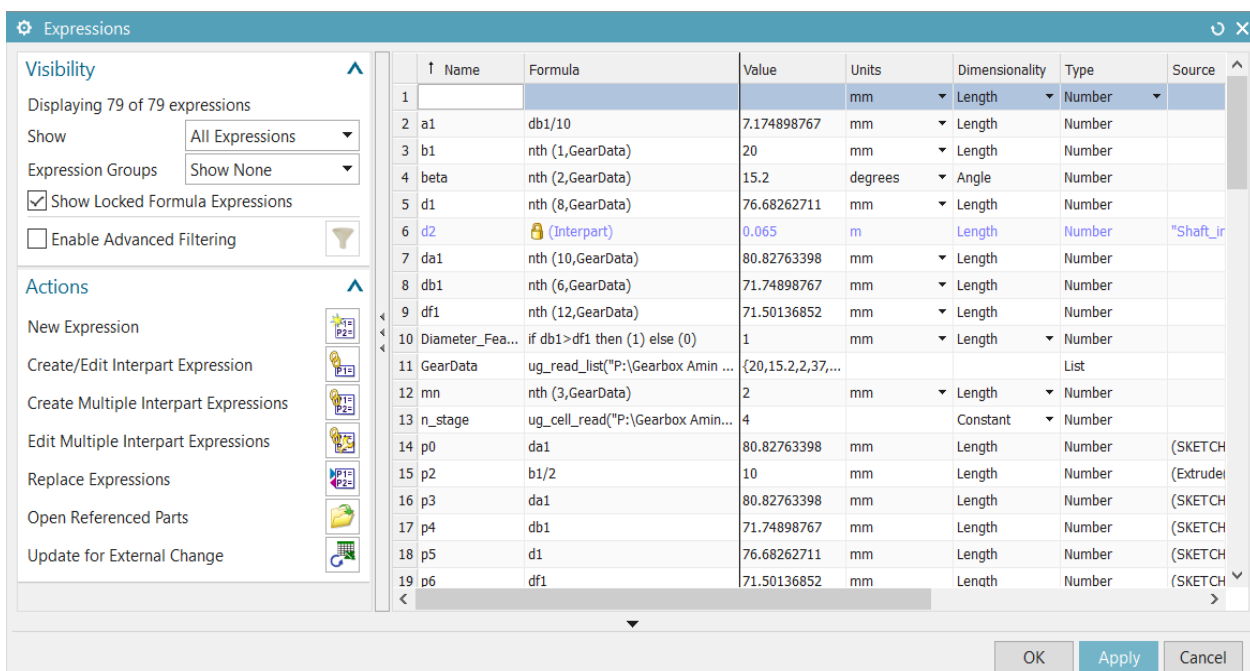 Expressions
Visibility
Displaying 79 of 79 expressions
Show All Expressions
Expression Groups Show None
Show Locked Formula Expressions
Enable Advanced Filtering
Actions
New Expression
Create/Edit Interpart Expression
Create Multiple Interpart Expressions
Edit Multiple Interpart Expressions
Replace Expressions
Open Referenced Parts
Update for External Change
↑ Name Formula Value Units Dimensionality Type Source
1 mm Length Number
2 a1 db1/10 7.174898767 mm Length Number
3 b1 nth (1,GearData) 20 mm Length Number
4 beta nth (2,GearData) 15.2 degrees Angle Number
5 d1 nth (8,GearData) 76.68262711 mm Length Number
6 d2 (Interpart) 0.065 m Length Number "Shaft_in
7 da1 nth (10,GearData) 80.82763398 mm Length Number
8 db1 nth (6,GearData) 71.74898767 mm Length Number
9 df1 nth (12,GearData) 71.50136852 mm Length Number
10 Diameter_Fea... if db1>df1 then (1) else (0) 1 mm Length Number
11 GearData ug_read_list("P:\Gearbox Amin ... {20,15.2,2,37,... List
12 mn nth (3,GearData) 2 mm Length Number
13 n_stage ug_cell_read("P:\Gearbox Amin... 4 Constant Number
14 p0 da1 80.82763398 mm Length Number (SKETCH
15 p2 b1/2 10 mm Length Number (Extrude(
16 p3 da1 80.82763398 mm Length Number (SKETCH
17 p4 db1 71.74898767 mm Length Number (SKETCH
18 p5 d1 76.68262711 mm Length Number (SKETCH
19 p6 df1 71.50136852 mm Length Number (SKETCH
OK Apply Cancel